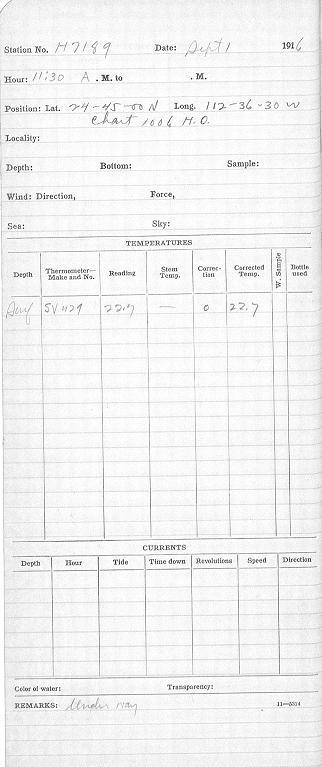 Station No. H7189 Date: Sept 1 1916
Hour: 11:30 A. M. to . M.
Position: Lat. 24-45-00 N Long. 112-36-30 W
Chart 1006 H.O.
Locality:
Depth: Bottom: Sample:
Wind: Direction, Force,
Sea: Sky:
TEMPERATURES
Depth Thermometer—Make and No. Reading Stem Temp. Correction Corrected Temp. W. Sample Bottle used
Surf SV 1129 22.7 — 0 22.7
CURRENTS
Depth Hour Tide Time down Revolutions Speed Direction
Color of water: Transparency:
REMARKS: Under way 11—5314